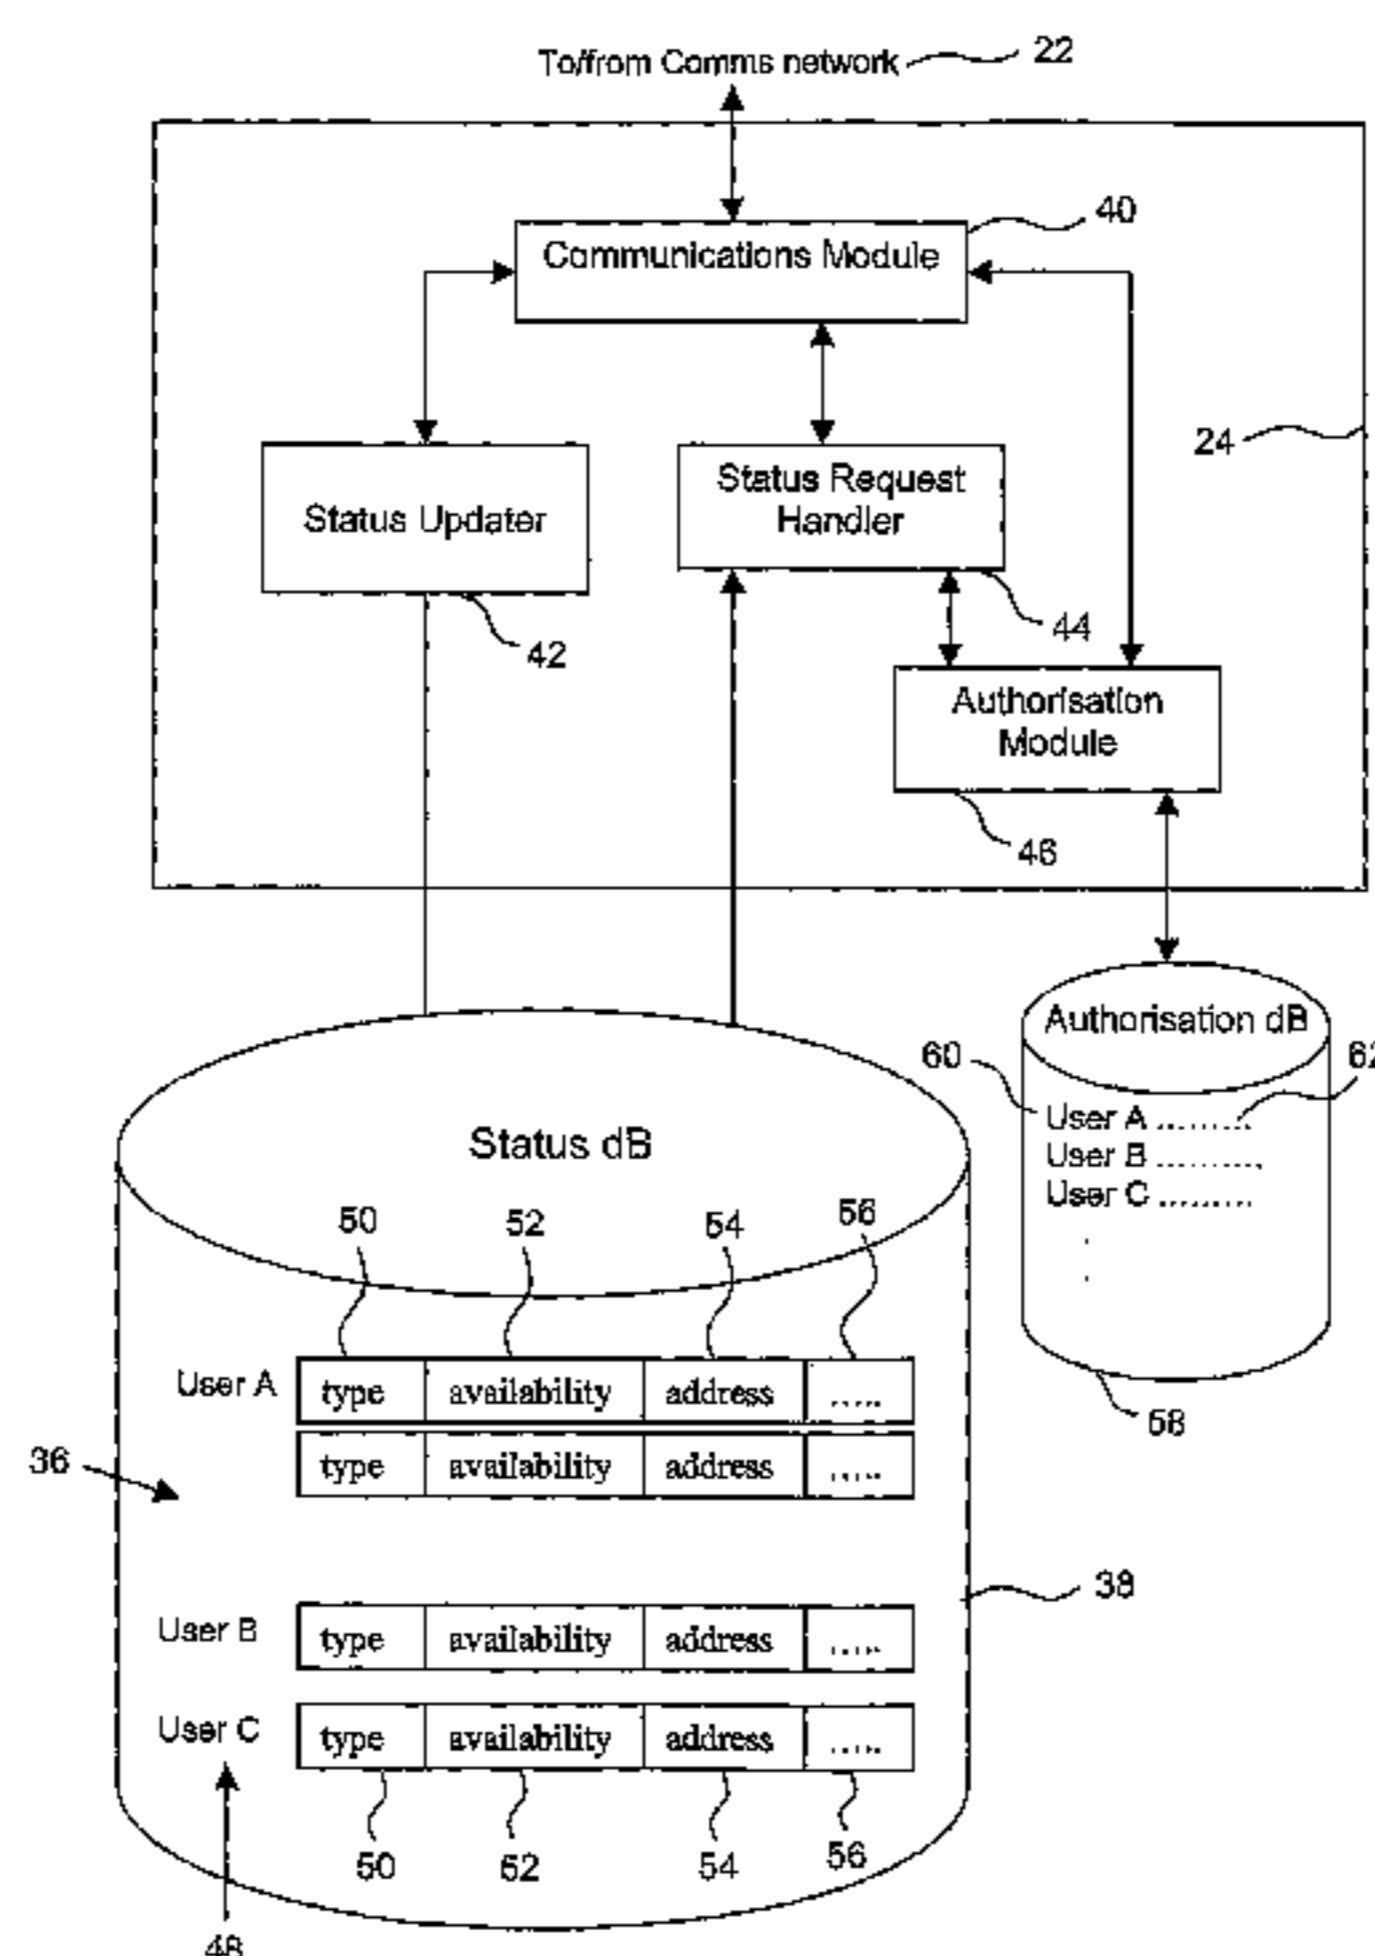 To/from Comms network 22
Communications Module 40
24
Status Updater
Status Request
Handler
42
44
Authorisation
Module
46
Authorisation dB
60
62
User A ..........
User B ...........
User C ..........
58
Status dB
50 52 54 56
User A type availability address .....
type availability address .....
36
38
User B type availability address .....
User C type availability address .....
50 52 54 56
48